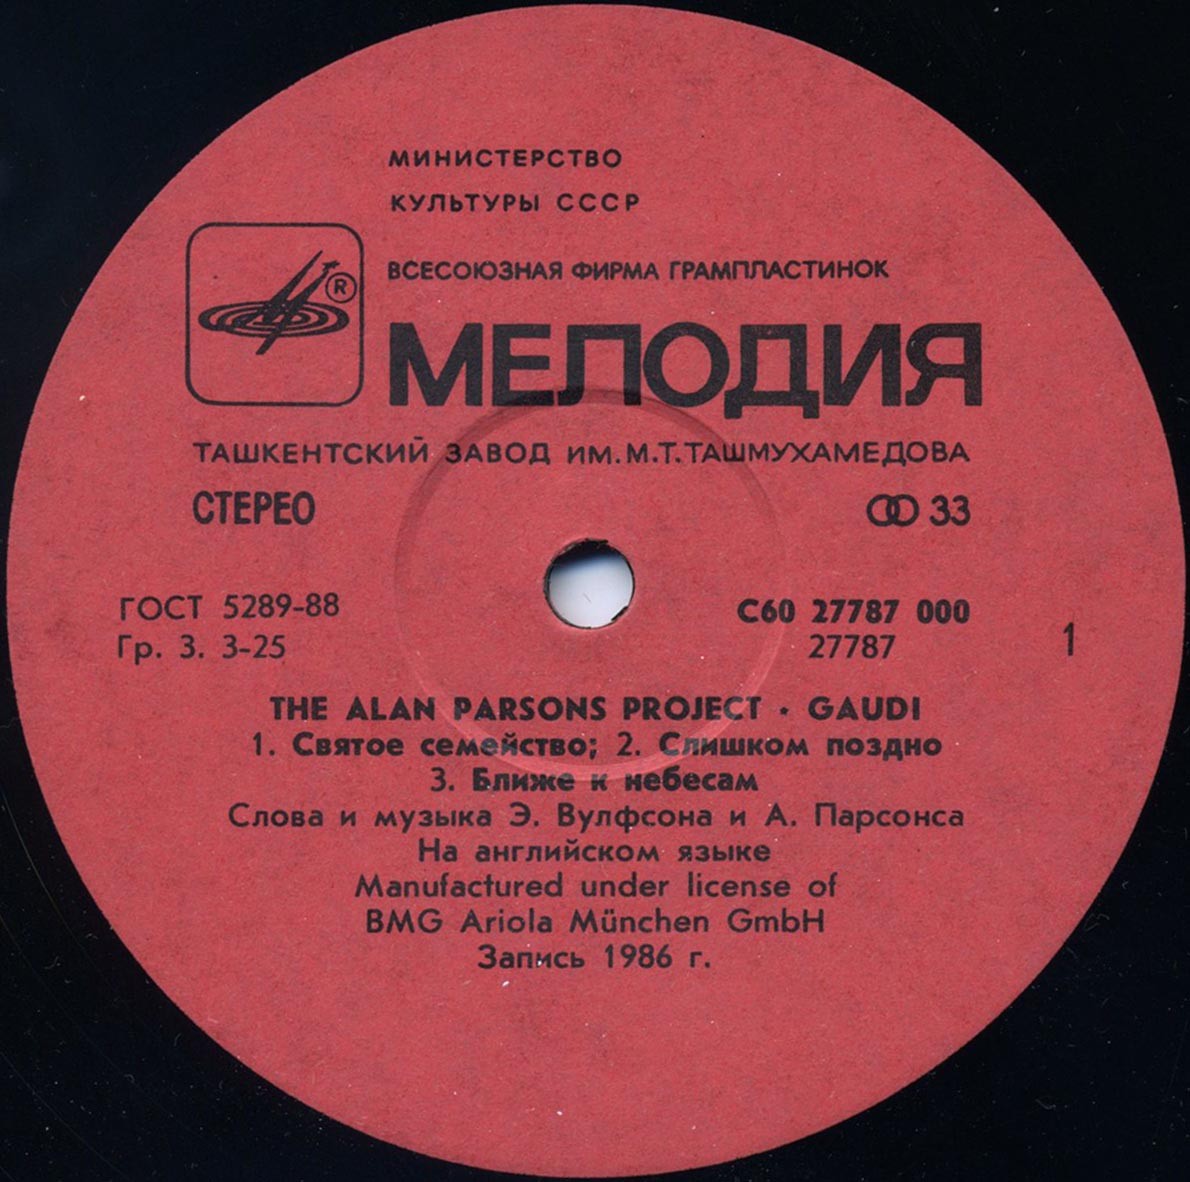 МИНИСТЕРСТВО
КУЛЬТУРЫ СССР
ВСЕСОЮЗНАЯ ФИРМА ГРАМПЛАСТИНОК
®
МЕЛОДИЯ
ТАШКЕНТСКИЙ ЗАВОД ИМ. М.Т. ТАШМУХАМЕДОВА
СТЕРЕО 33
ГОСТ 5289-88 С60 27787 000
Гр. 3. 3-25 27787 1
THE ALAN PARSONS PROJECT · GAUDI
1. Святое семейство; 2. Слишком поздно
3. Ближе к небесам
Слова и музыка Э. Вулфсона и А. Парсонса
На английском языке
Manufactured under license of
BMG Ariola München GmbH
Запись 1986 г.